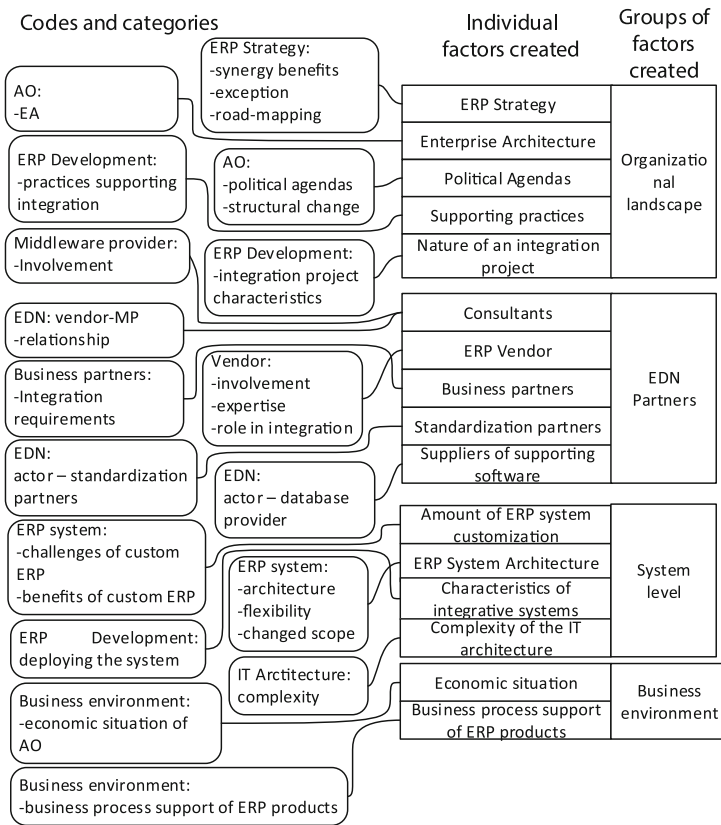 Codes and categories
Individual
factors created
Groups of
factors
created
ERP Strategy:
-synergy benefits
-exception
-road-mapping
AO:
-EA
ERP Development:
-practices supporting
integration
AO:
-political agendas
-structural change
Middleware provider:
-Involvement
ERP Development:
-integration project
characteristics
EDN: vendor-MP
-relationship
Business partners:
-Integration
requirements
Vendor:
-involvement
-expertise
-role in integration
EDN:
actor – standardization
partners
EDN:
actor – database
provider
ERP system:
-challenges of custom
ERP
-benefits of custom ERP
ERP system:
-architecture
-flexibility
-changed scope
ERP Development:
deploying the system
IT Arctitecture:
complexity
Business environment:
-economic situation of
AO
Business environment:
-business process support of ERP products
ERP Strategy
Enterprise Architecture
Political Agendas
Supporting practices
Nature of an integration
project
Organizatio
nal
landscape
Consultants
ERP Vendor
Business partners
Standardization partners
Suppliers of supporting
software
EDN
Partners
Amount of ERP system
customization
ERP System Architecture
Characteristics of
integrative systems
Complexity of the IT
architecture
System
level
Economic situation
Business process support
of ERP products
Business
environment